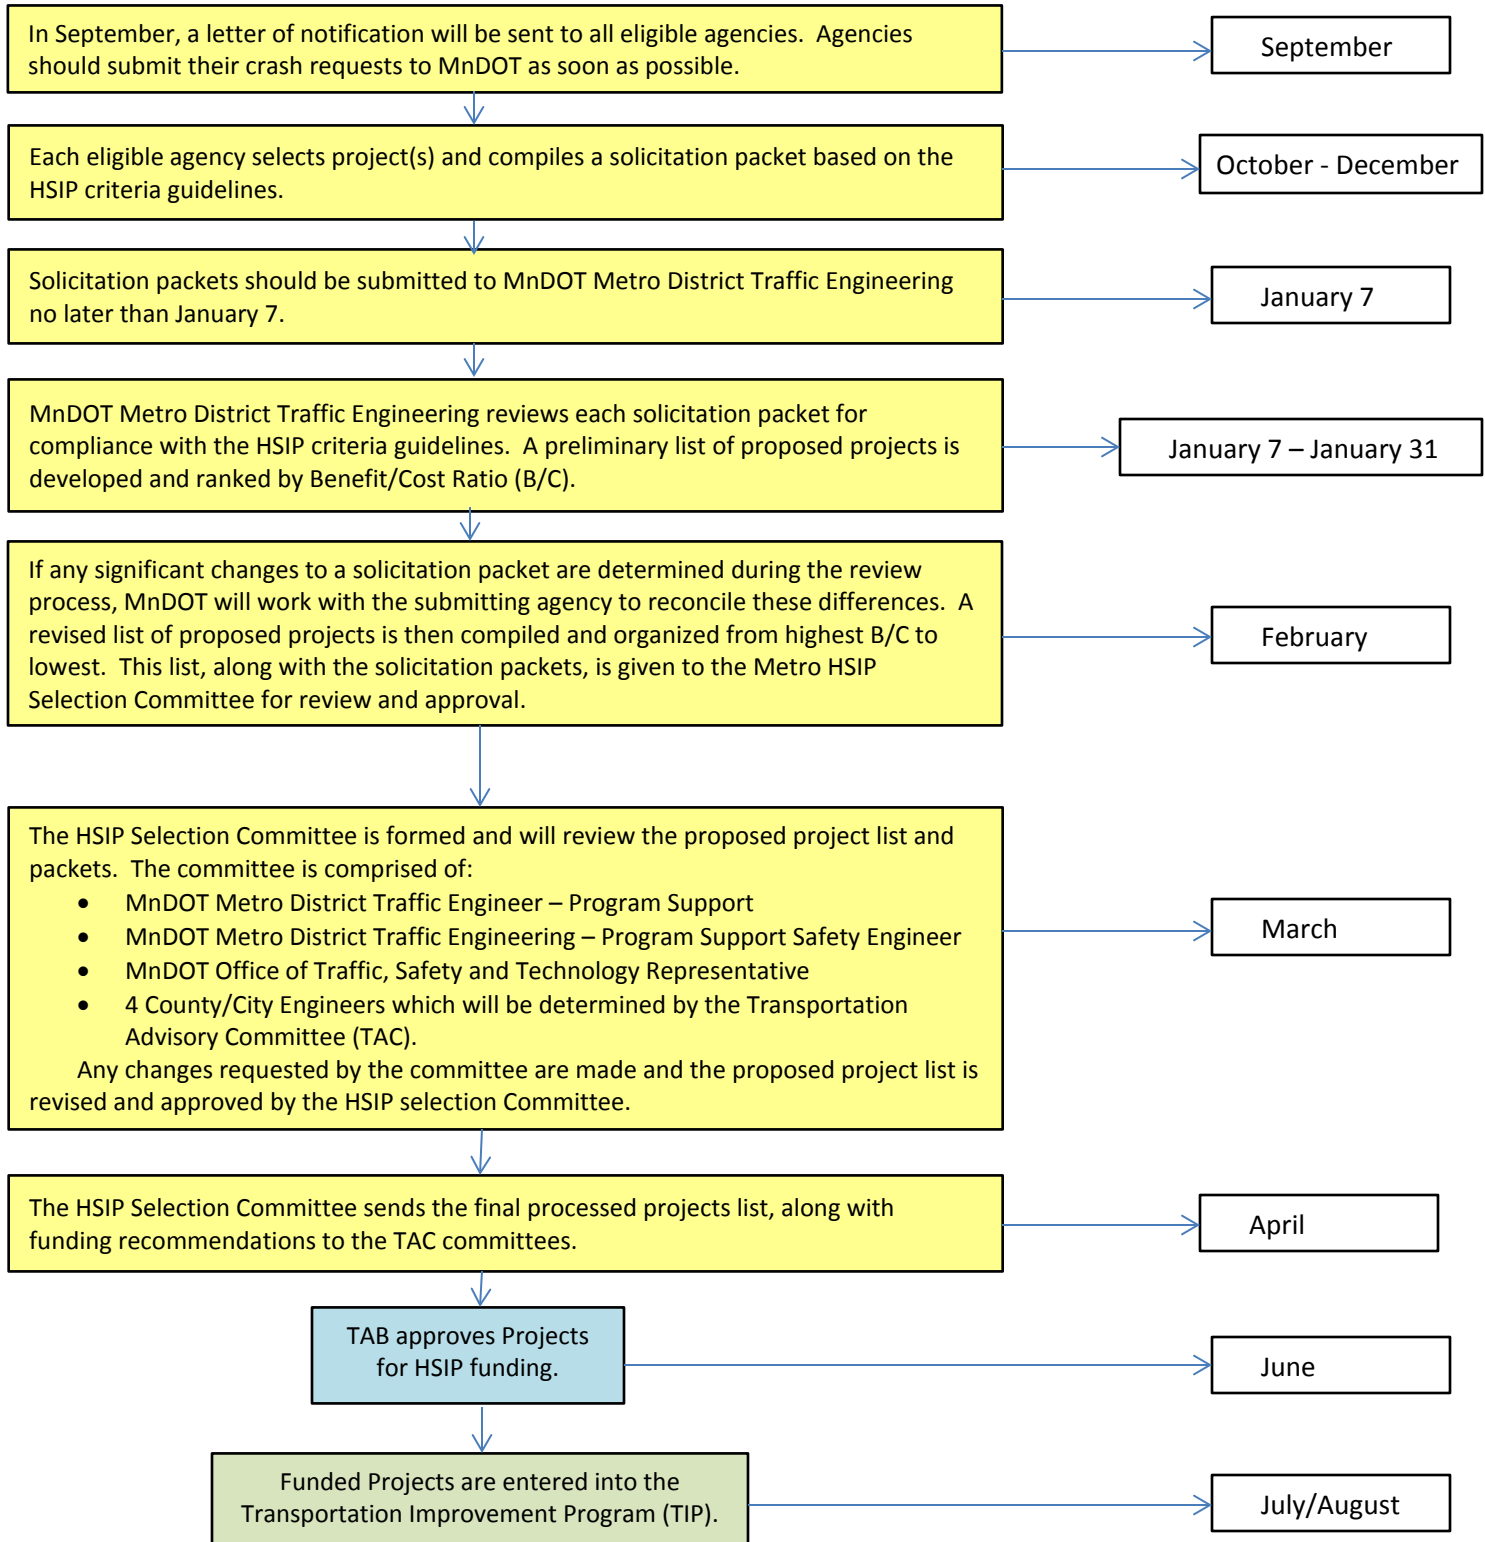 In September, a letter of notification will be sent to all eligible agencies.  Agencies
should submit their crash requests to MnDOT as soon as possible.
September
Each eligible agency selects project(s) and compiles a solicitation packet based on the
HSIP criteria guidelines.
October - December
Solicitation packets should be submitted to MnDOT Metro District Traffic Engineering
no later than January 7.
January 7
MnDOT Metro District Traffic Engineering reviews each solicitation packet for
compliance with the HSIP criteria guidelines.  A preliminary list of proposed projects is
developed and ranked by Benefit/Cost Ratio (B/C).
January 7 – January 31
If any significant changes to a solicitation packet are determined during the review
process, MnDOT will work with the submitting agency to reconcile these differences.  A
revised list of proposed projects is then compiled and organized from highest B/C to
lowest.  This list, along with the solicitation packets, is given to the Metro HSIP
Selection Committee for review and approval.
February
The HSIP Selection Committee is formed and will review the proposed project list and
packets.  The committee is comprised of:
• MnDOT Metro District Traffic Engineer – Program Support
• MnDOT Metro District Traffic Engineering – Program Support Safety Engineer
• MnDOT Office of Traffic, Safety and Technology Representative
• 4 County/City Engineers which will be determined by the Transportation
Advisory Committee (TAC).
Any changes requested by the committee are made and the proposed project list is
revised and approved by the HSIP selection Committee.
March
The HSIP Selection Committee sends the final processed projects list, along with
funding recommendations to the TAC committees.
April
TAB approves Projects
for HSIP funding.
June
Funded Projects are entered into the
Transportation Improvement Program (TIP).
July/August